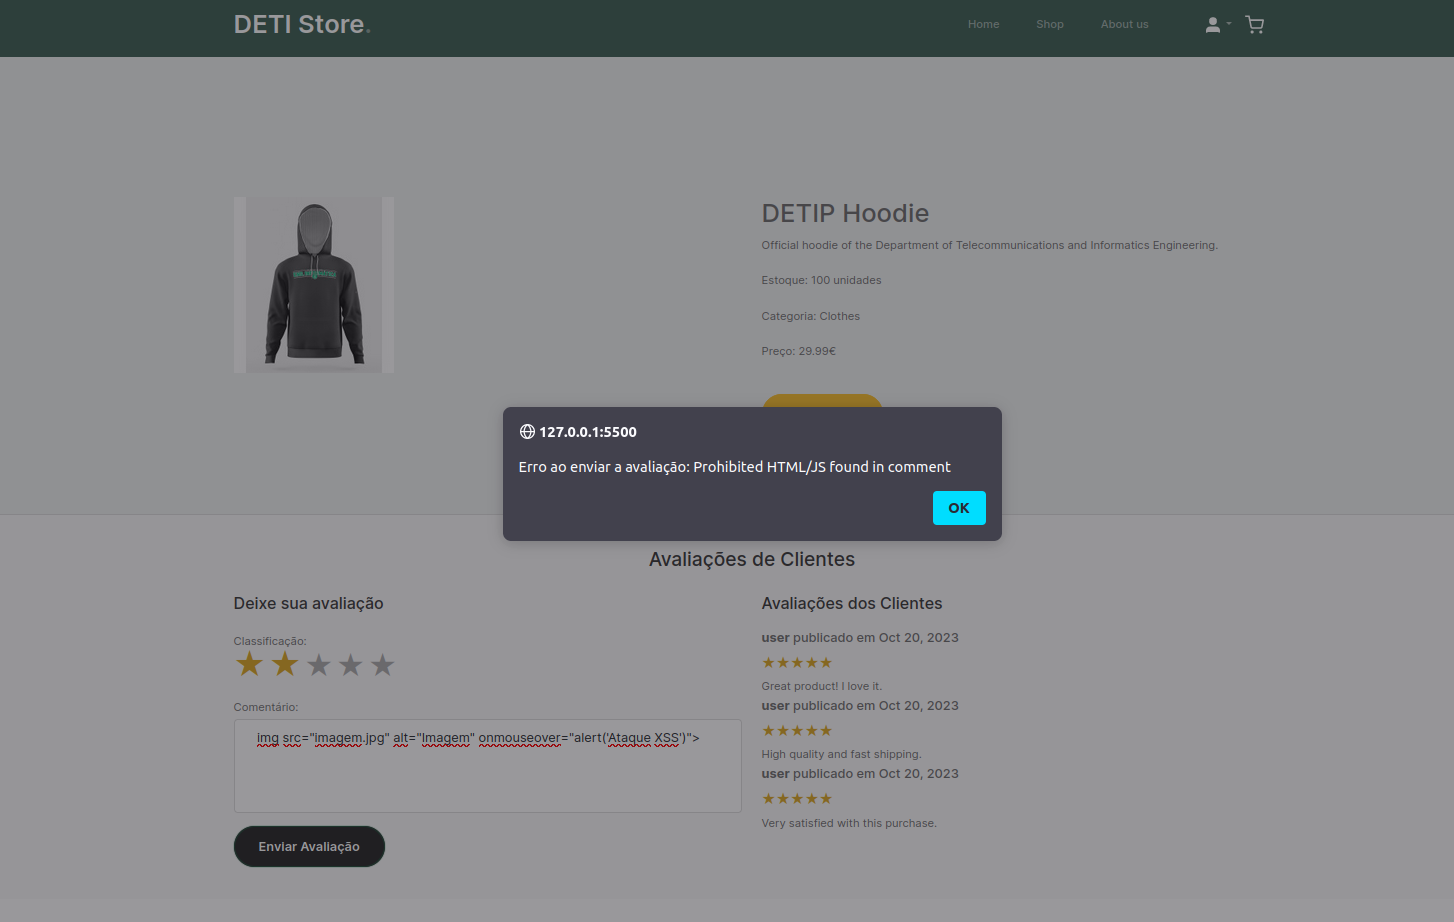 DETI Store.
Home Shop About us
DETIP Hoodie
Official hoodie of the Department of Telecommunications and Informatics Engineering.
Estoque: 100 unidades
Categoria: Clothes
Preço: 29.99€
127.0.0.1:5500
Erro ao enviar a avaliação: Prohibited HTML/JS found in comment
OK
Avaliações de Clientes
Deixe sua avaliação
Classificação:
Comentário:
img src="imagem.jpg" alt="Imagem" onmouseover="alert('Ataque XSS')">
Enviar Avaliação
Avaliações dos Clientes
user publicado em Oct 20, 2023
Great product! I love it.
user publicado em Oct 20, 2023
High quality and fast shipping.
user publicado em Oct 20, 2023
Very satisfied with this purchase.